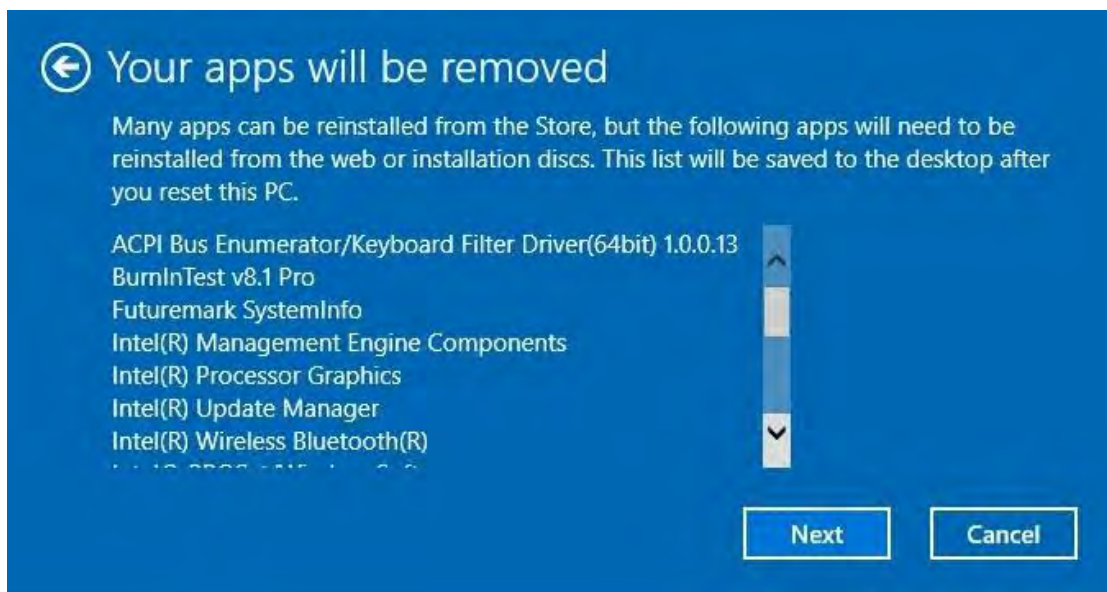 Your apps will be removed
Many apps can be reinstalled from the Store, but the following apps will need to be
reinstalled from the web or installation discs. This list will be saved to the desktop after
you reset this PC.
ACPI Bus Enumerator/Keyboard Filter Driver(64bit) 1.0.0.13
BurnInTest v8.1 Pro
Futuremark SystemInfo
Intel(R) Management Engine Components
Intel(R) Processor Graphics
Intel(R) Update Manager
Intel(R) Wireless Bluetooth(R)
Next Cancel